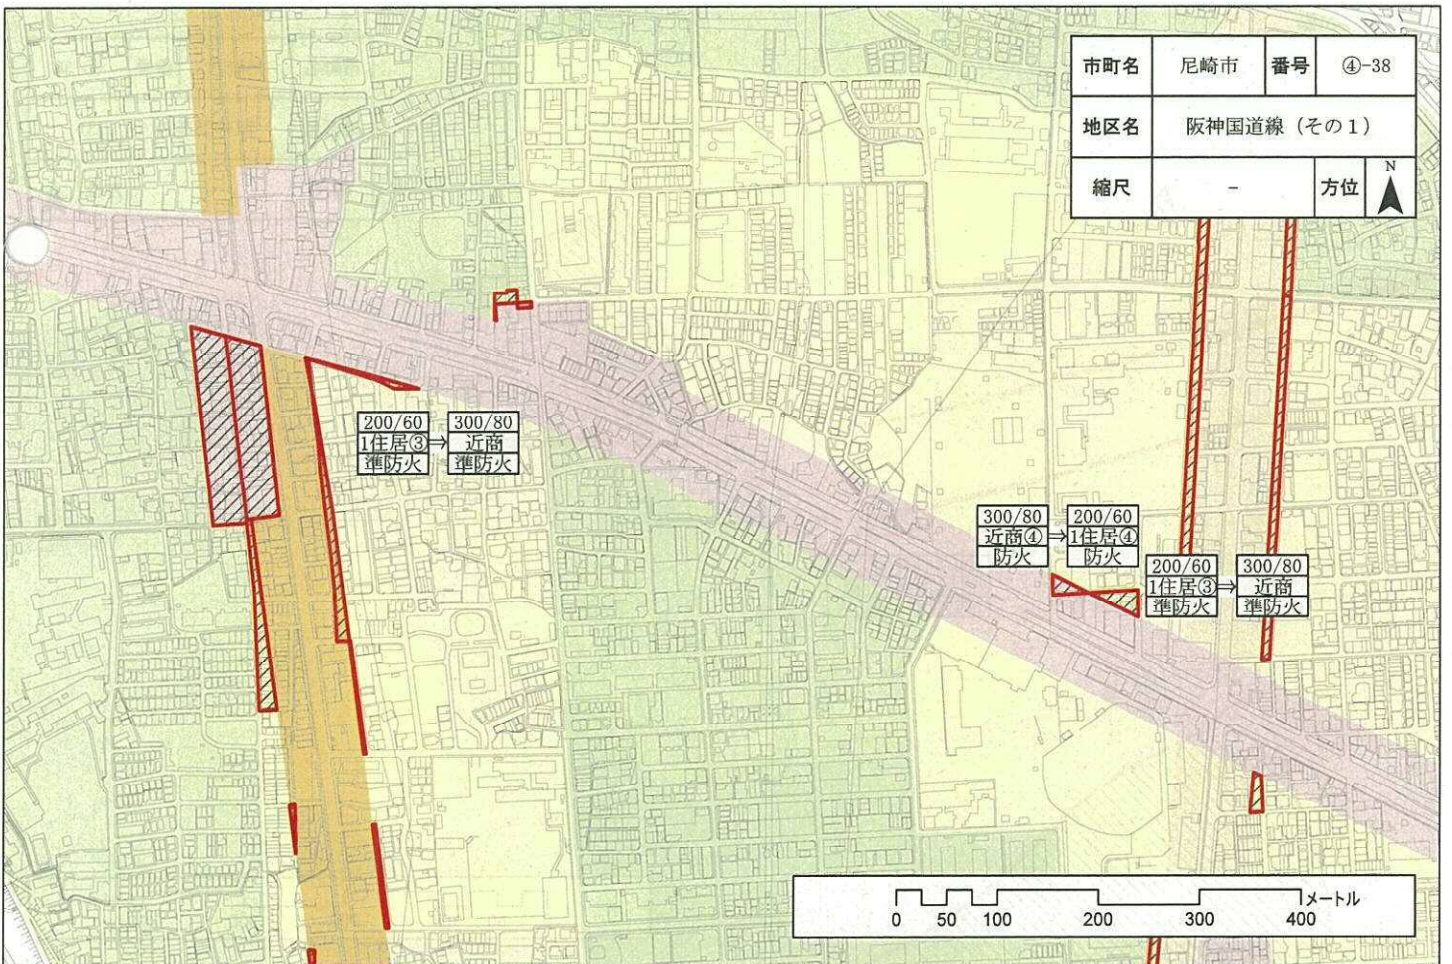 市町名 尼崎市 番号 ④-38
地区名 阪神国道線（その１）
縮尺 - 方位 N
200/60 300/80
1住居③→近商
準防火 準防火
300/80 200/60
近商④→1住居④
防火 防火
200/60 300/80
1住居③→近商
準防火 準防火
メートル
0 50 100 200 300 400